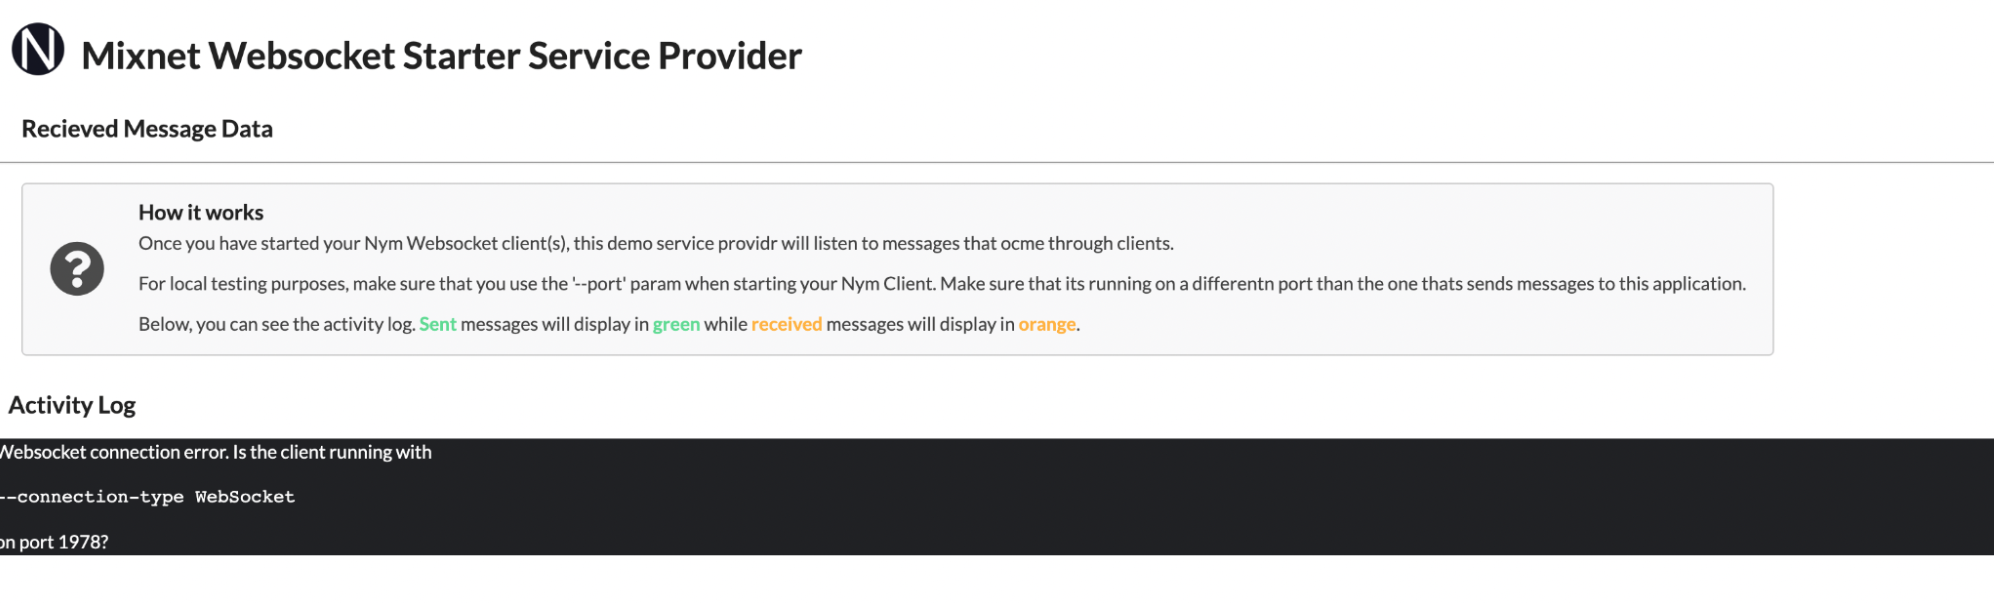 N Mixnet Websocket Starter Service Provider
Recieved Message Data
How it works
Once you have started your Nym Websocket client(s), this demo service providr will listen to messages that ocme through clients.
For local testing purposes, make sure that you use the '--port' param when starting your Nym Client. Make sure that its running on a differentn port than the one thats sends messages to this application.
Below, you can see the activity log. Sent messages will display in green while received messages will display in orange.
Activity Log
Websocket connection error. Is the client running with
--connection-type WebSocket
on port 1978?